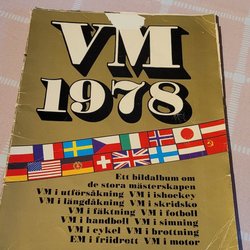 VM
1978
Ett bildalbum om
de stora mästerskapen
VM i utförsåkning VM i ishockey
VM i längdåkning VM i skridsko
VM i fäktning VM i fotboll
VM i handboll VM i simning
VM i cykel VM i brottning
EM i friidrott VM i motor